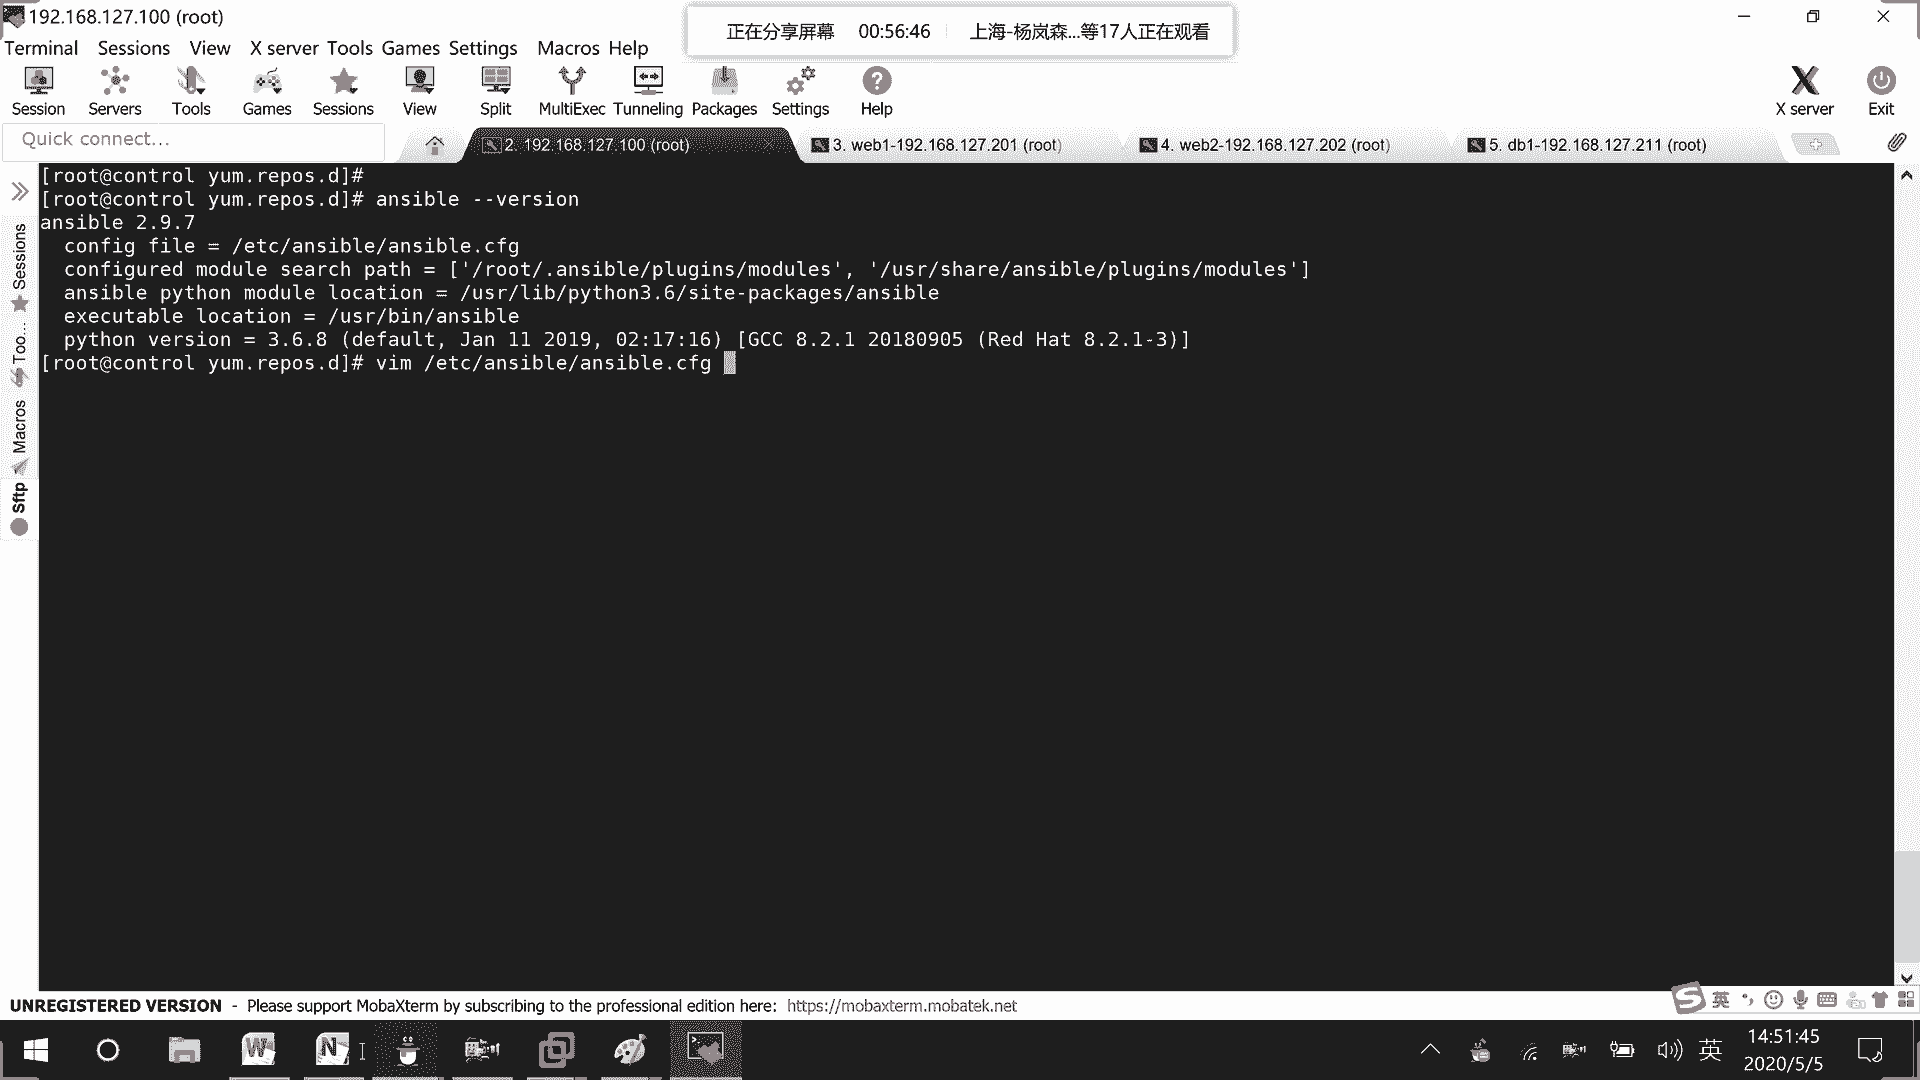 192.168.127.100 (root)
正在分享屏幕 00:56:46 上海-杨岚森...等17人正在观看
Terminal Sessions View X server Tools Games Settings Macros Help
Session Servers Tools Games Sessions View Split MultiExec Tunneling Packages Settings Help X server Exit
Quick connect...
2. 192.168.127.100 (root)
3. web1-192.168.127.201 (root)
4. web2-192.168.127.202 (root)
5. db1-192.168.127.211 (root)
Sessions
Too...
Macros
Sftp
[root@control yum.repos.d]#
[root@control yum.repos.d]# ansible --version
ansible 2.9.7
config file = /etc/ansible/ansible.cfg
configured module search path = ['/root/.ansible/plugins/modules', '/usr/share/ansible/plugins/modules']
ansible python module location = /usr/lib/python3.6/site-packages/ansible
executable location = /usr/bin/ansible
python version = 3.6.8 (default, Jan 11 2019, 02:17:16) [GCC 8.2.1 20180905 (Red Hat 8.2.1-3)]
[root@control yum.repos.d]# vim /etc/ansible/ansible.cfg
UNREGISTERED VERSION - Please support MobaXterm by subscribing to the professional edition here: https://mobaxterm.mobatek.net
英
英
14:51:45
2020/5/5